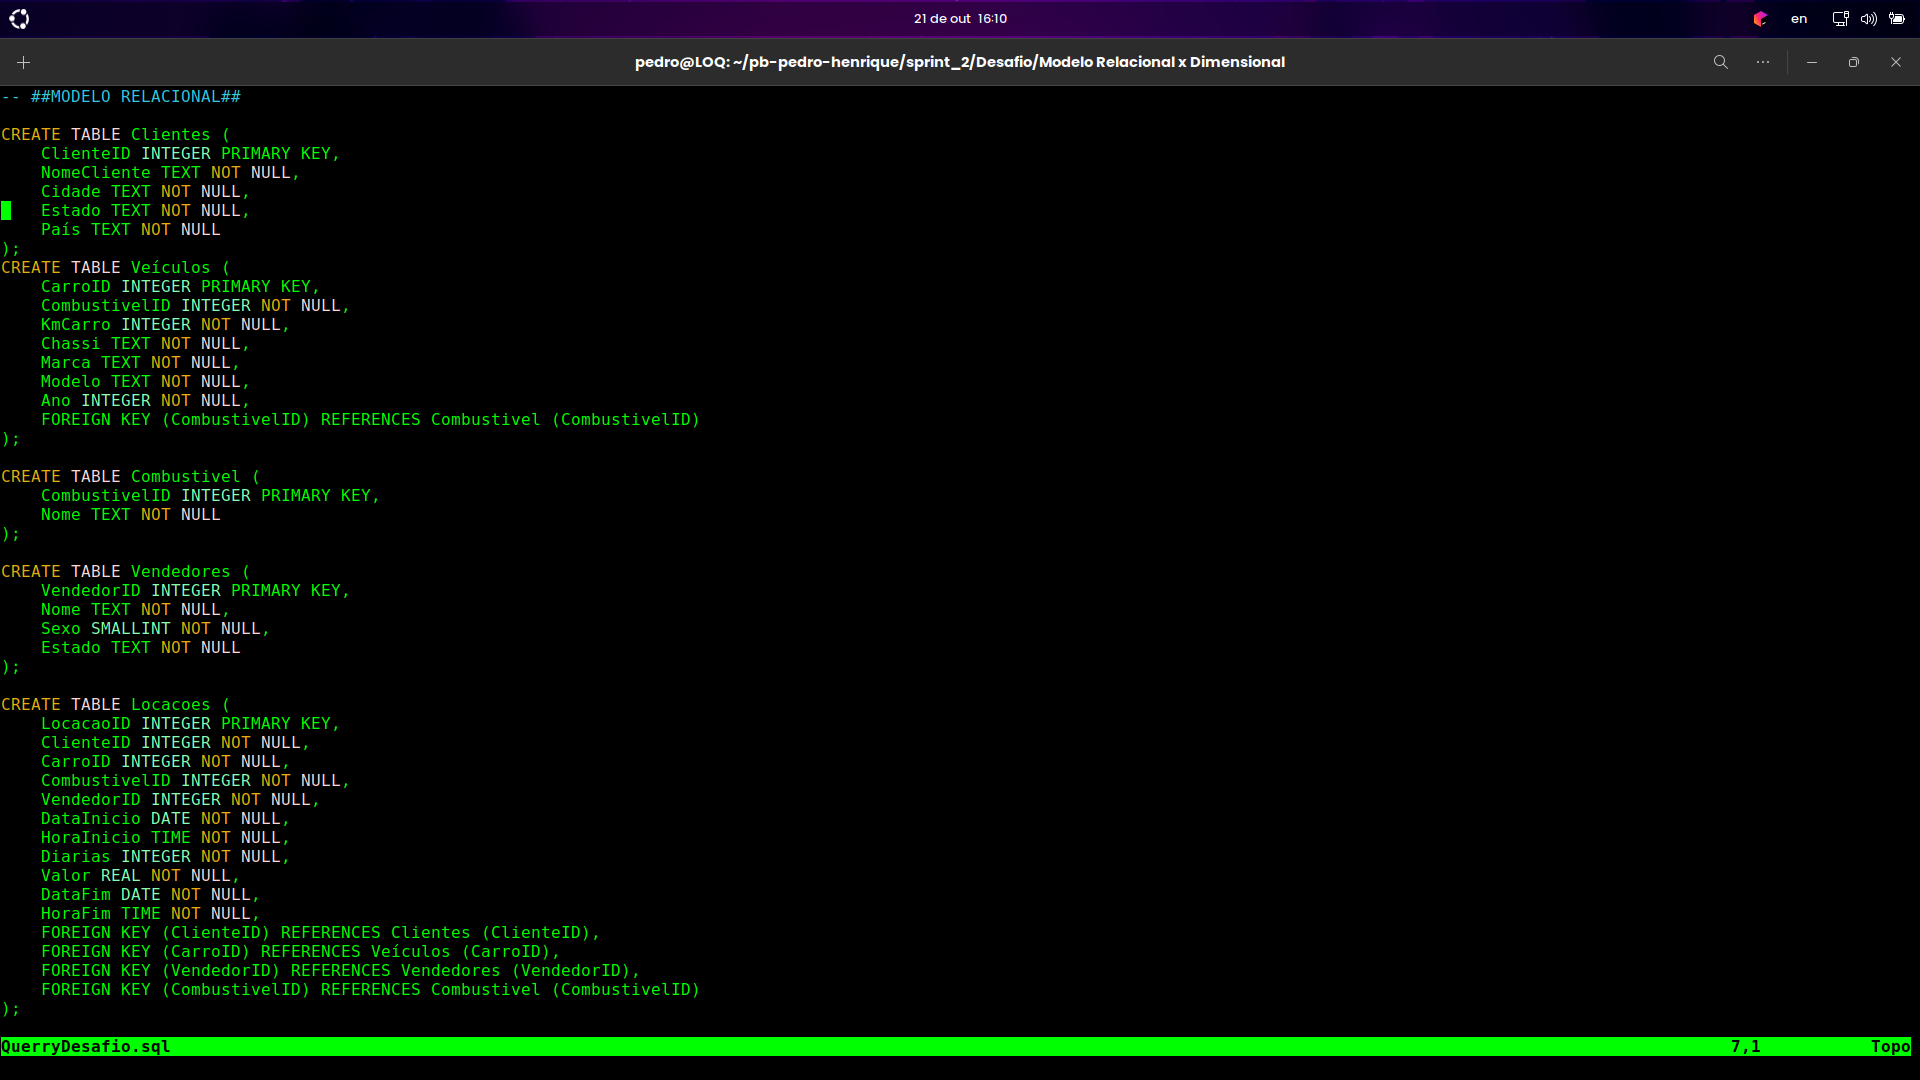 21 de out 16:10
en
pedro@LOQ: ~/pb-pedro-henrique/sprint_2/Desafio/Modelo Relacional x Dimensional
-- ##MODELO RELACIONAL##
CREATE TABLE Clientes (
    ClienteID INTEGER PRIMARY KEY,
    NomeCliente TEXT NOT NULL,
    Cidade TEXT NOT NULL,
    Estado TEXT NOT NULL,
    País TEXT NOT NULL
);
CREATE TABLE Veículos (
    CarroID INTEGER PRIMARY KEY,
    CombustivelID INTEGER NOT NULL,
    KmCarro INTEGER NOT NULL,
    Chassi TEXT NOT NULL,
    Marca TEXT NOT NULL,
    Modelo TEXT NOT NULL,
    Ano INTEGER NOT NULL,
    FOREIGN KEY (CombustivelID) REFERENCES Combustivel (CombustivelID)
);
CREATE TABLE Combustivel (
    CombustivelID INTEGER PRIMARY KEY,
    Nome TEXT NOT NULL
);
CREATE TABLE Vendedores (
    VendedorID INTEGER PRIMARY KEY,
    Nome TEXT NOT NULL,
    Sexo SMALLINT NOT NULL,
    Estado TEXT NOT NULL
);
CREATE TABLE Locacoes (
    LocacaoID INTEGER PRIMARY KEY,
    ClienteID INTEGER NOT NULL,
    CarroID INTEGER NOT NULL,
    CombustivelID INTEGER NOT NULL,
    VendedorID INTEGER NOT NULL,
    DataInicio DATE NOT NULL,
    HoraInicio TIME NOT NULL,
    Diarias INTEGER NOT NULL,
    Valor REAL NOT NULL,
    DataFim DATE NOT NULL,
    HoraFim TIME NOT NULL,
    FOREIGN KEY (ClienteID) REFERENCES Clientes (ClienteID),
    FOREIGN KEY (CarroID) REFERENCES Veículos (CarroID),
    FOREIGN KEY (VendedorID) REFERENCES Vendedores (VendedorID),
    FOREIGN KEY (CombustivelID) REFERENCES Combustivel (CombustivelID)
);
QuerryDesafio.sql 7,1 Topo